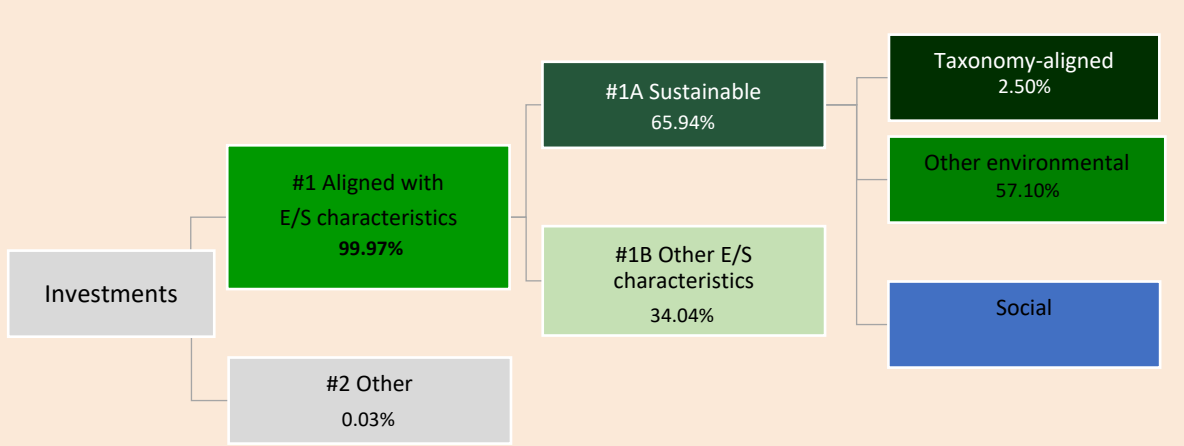 Investments
#1 Aligned with
E/S characteristics
99.97%
#2 Other
0.03%
#1A Sustainable
65.94%
#1B Other E/S
characteristics
34.04%
Taxonomy-aligned
2.50%
Other environmental
57.10%
Social